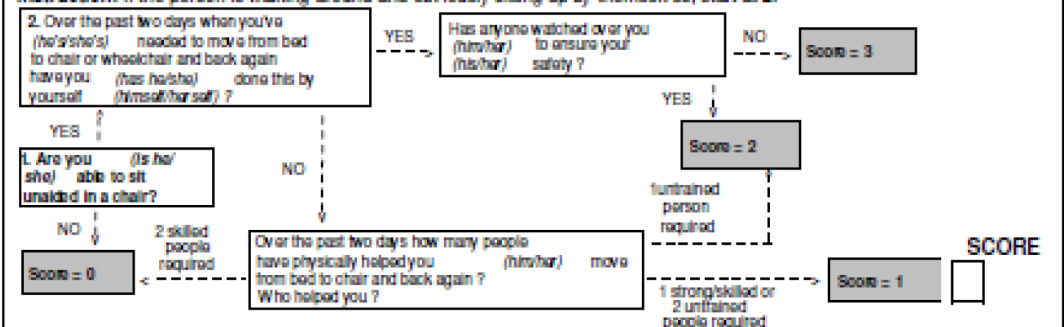 2. Over the past two days when you've
(he's/she's) needed to move from bed
to chair or wheelchair and back again
have you (has he/she) done this by
yourself (himself/herself) ?
YES
Has anyone watched over you
(him/her) to ensure your
(his/her) safety ?
NO
Score = 3
YES
Score = 2
YES
1. Are you (is he/
she) able to sit
unaided in a chair?
NO
NO
Score = 0
2 skilled
people
required
Over the past two days how many people
have physically helped you (him/her) move
from bed to chair and back again ?
Who helped you ?
1untrained
person
required
1 strong/skilled or
2 untrained
people required
Score = 1
SCORE